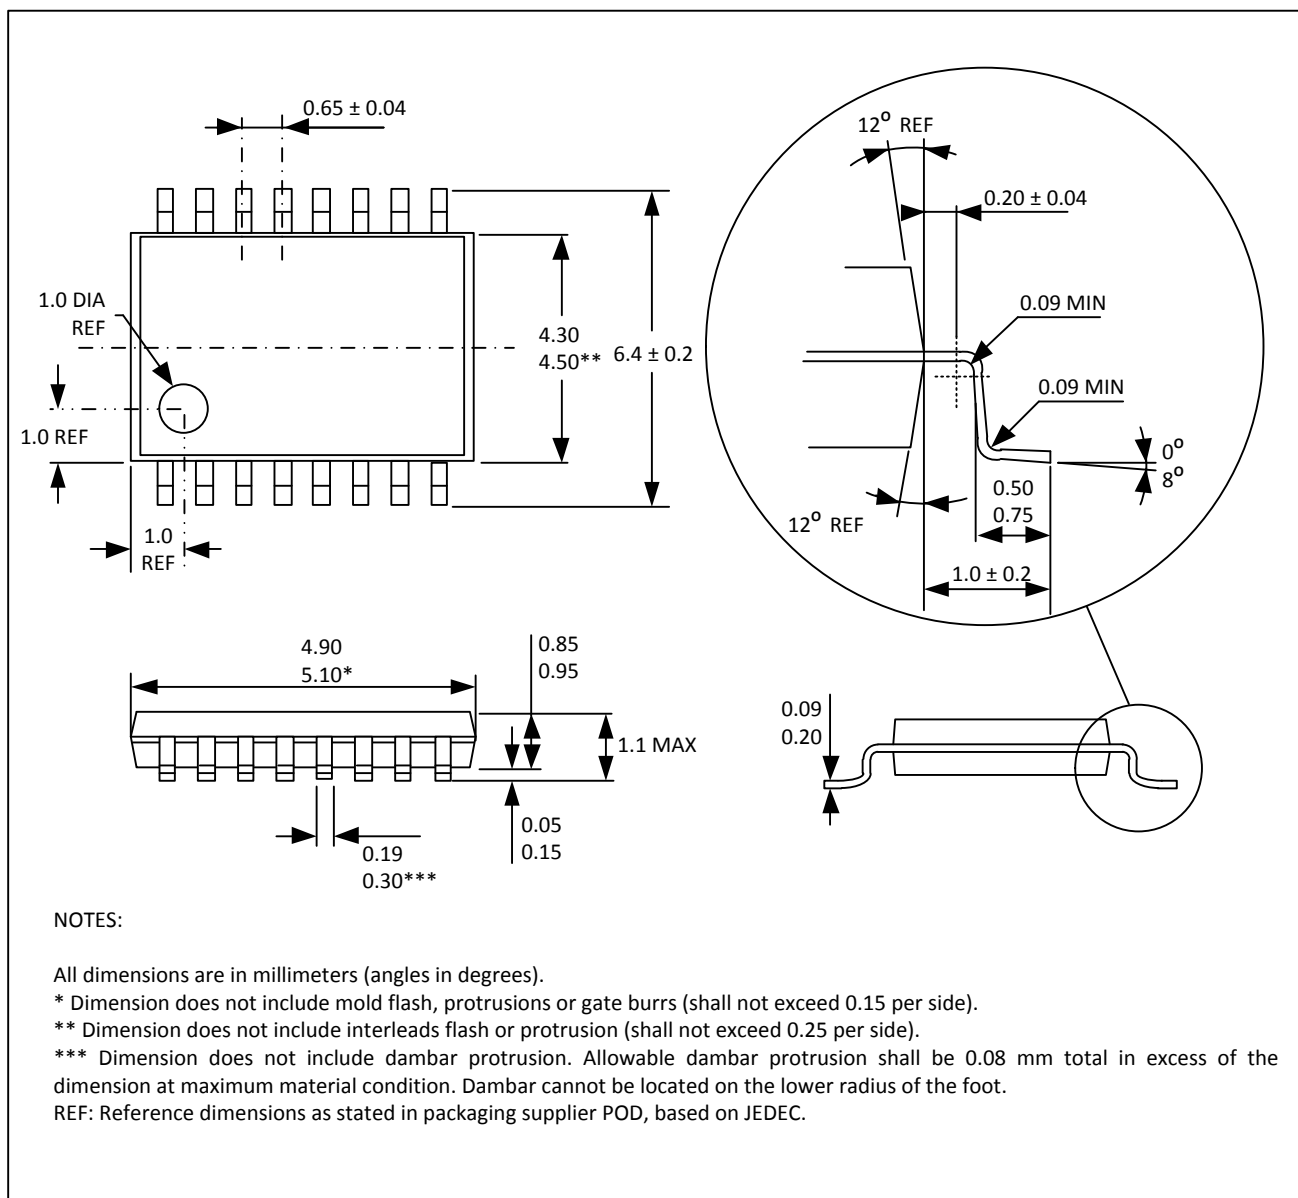 0.65 ± 0.04
12° REF
0.20 ± 0.04
1.0 DIA
REF
0.09 MIN
4.30
4.50**
6.4 ± 0.2
0.09 MIN
1.0 REF
0°
8°
0.50
0.75
12° REF
1.0
REF
1.0 ± 0.2
4.90
5.10*
0.85
0.95
1.1 MAX
0.09
0.20
0.05
0.15
0.19
0.30***
NOTES:
All dimensions are in millimeters (angles in degrees).
* Dimension does not include mold flash, protrusions or gate burrs (shall not exceed 0.15 per side).
** Dimension does not include interleads flash or protrusion (shall not exceed 0.25 per side).
*** Dimension does not include dambar protrusion. Allowable dambar protrusion shall be 0.08 mm total in excess of the
dimension at maximum material condition. Dambar cannot be located on the lower radius of the foot.
REF: Reference dimensions as stated in packaging supplier POD, based on JEDEC.